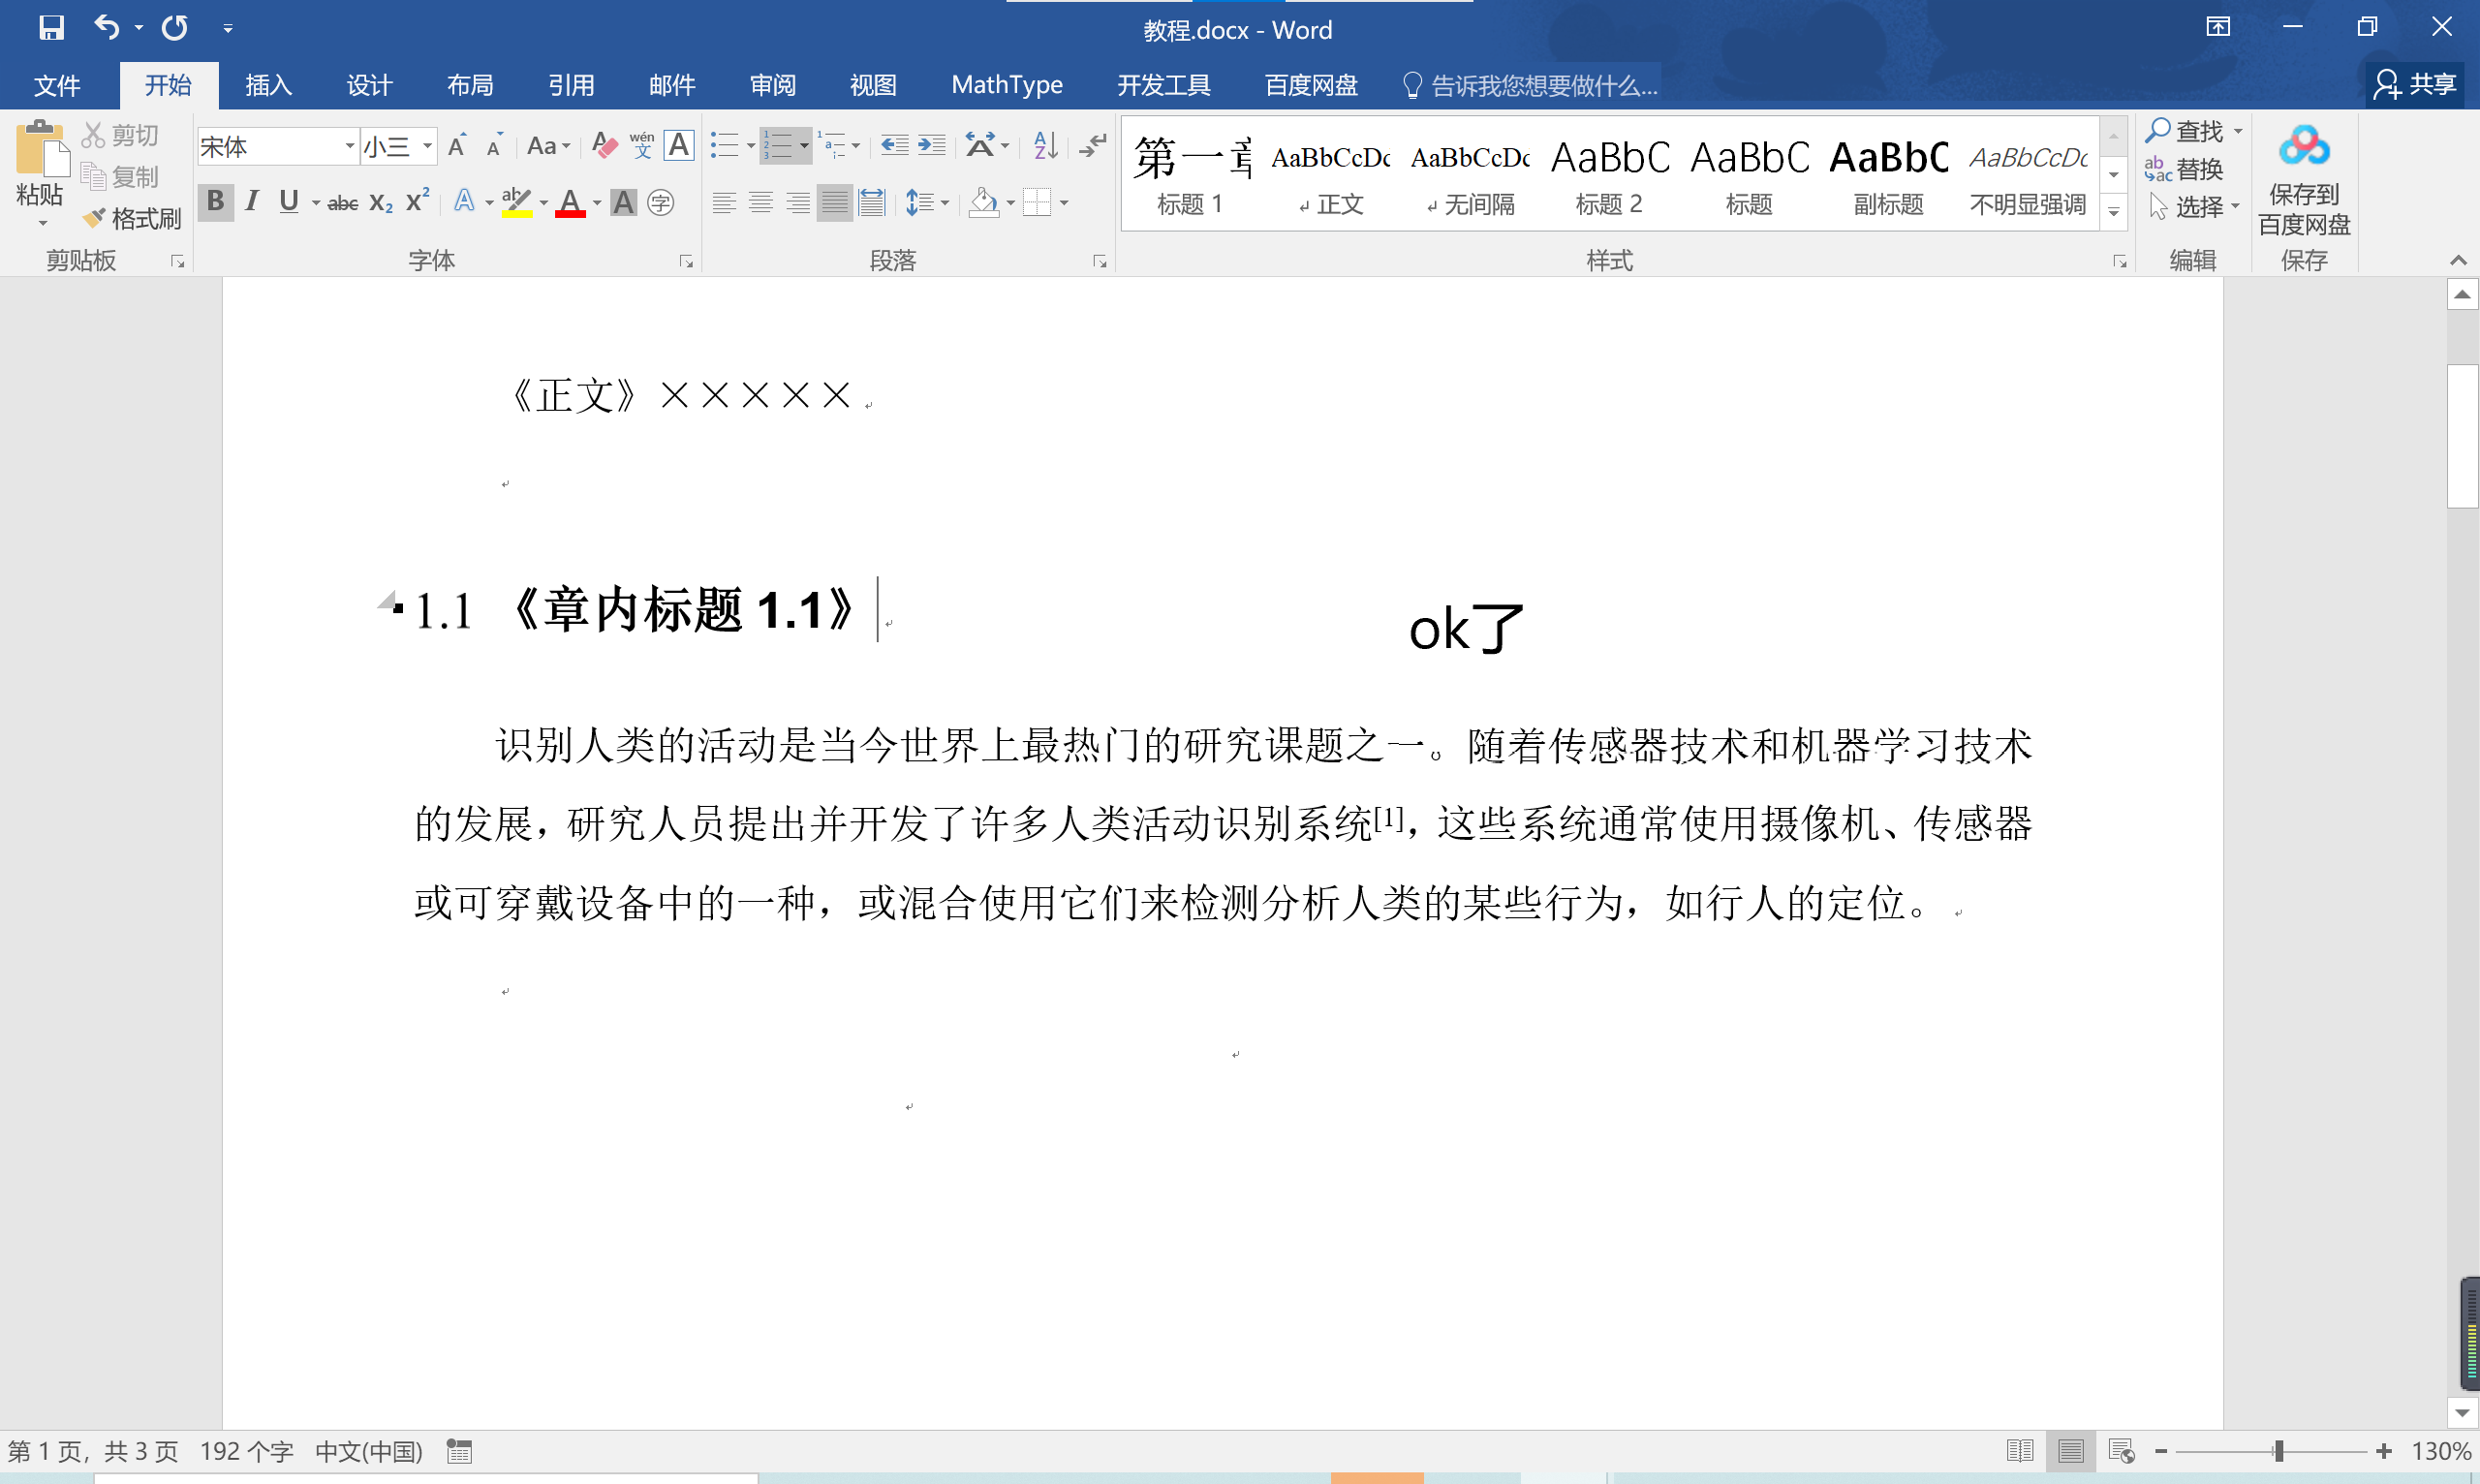 教程.docx - Word
文件 开始 插入 设计 布局 引用 邮件 审阅 视图 MathType 开发工具 百度网盘 告诉我您想要做什么... 共享
粘贴 剪切 复制 格式刷 剪贴板
宋体 小三 A A Aa wén 文 A
B I U abc X₂ X² A ab A A 字
字体
段落
第一章 AaBbCcDc AaBbCcDc AaBbC AaBbC AaBbC AaBbCcDc
标题 1 正文 无间隔 标题 2 标题 副标题 不明显强调
样式
查找
替换
选择
编辑
保存到
百度网盘
保存
《正文》×××××
1.1 《章内标题 1.1》
ok了
识别人类的活动是当今世界上最热门的研究课题之一。随着传感器技术和机器学习技术
的发展，研究人员提出并开发了许多人类活动识别系统[1]，这些系统通常使用摄像机、传感器
或可穿戴设备中的一种，或混合使用它们来检测分析人类的某些行为，如行人的定位。
第 1 页，共 3 页 192 个字 中文(中国) 130%